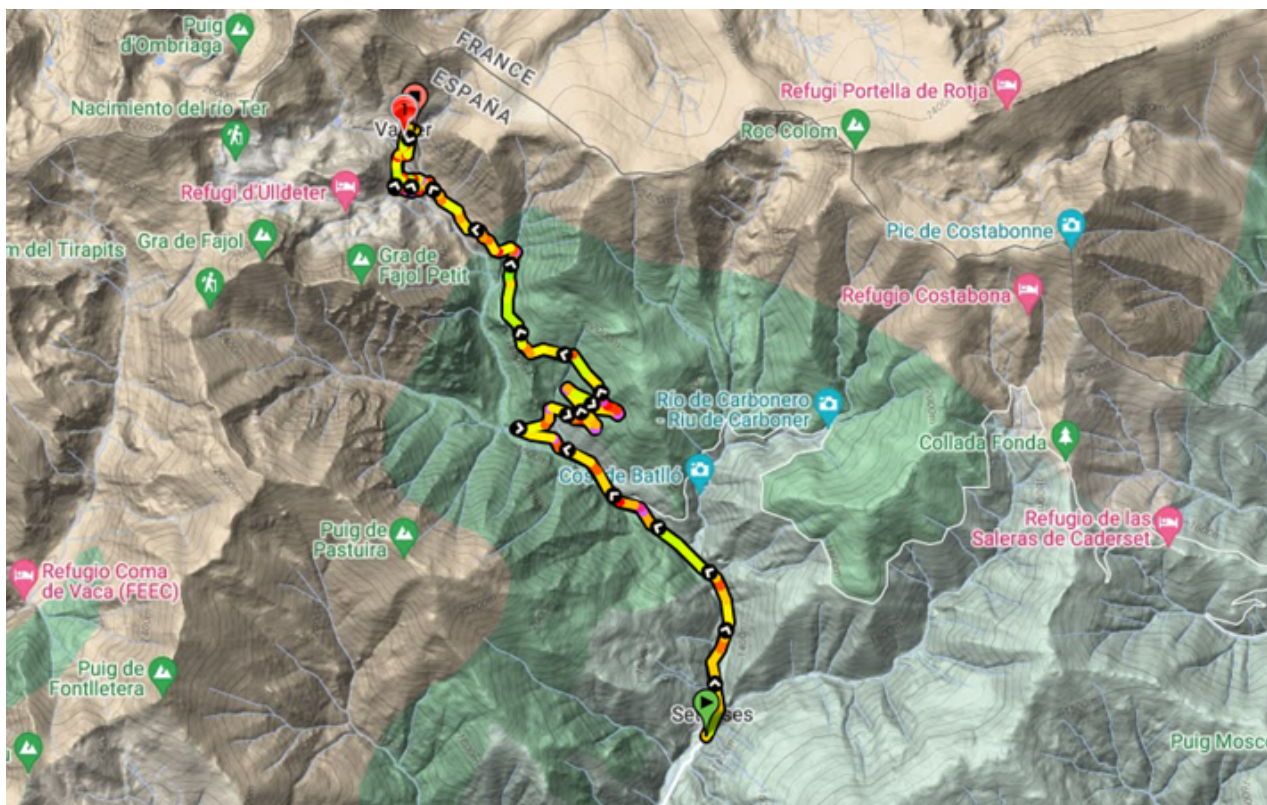 Puig
d'Ombriaga
FRANCE
ESPAÑA
Refugi Portella de Rotja
Nacimiento del río Ter
Roc Colom
Refugi d'Ulldeter
Pic de Costabonne
m del Tirapits
Gra de Fajol
Gra de
Fajol Petit
Refugio Costabona
Río de Carbonero
- Riu de Carboner
Collada Fonda
Puig de
Pastuira
Refugio de las
Saleras de Caderset
Refugio Coma
de Vaca (FEEC)
Puig de
Fontlletera
Puig Mosc